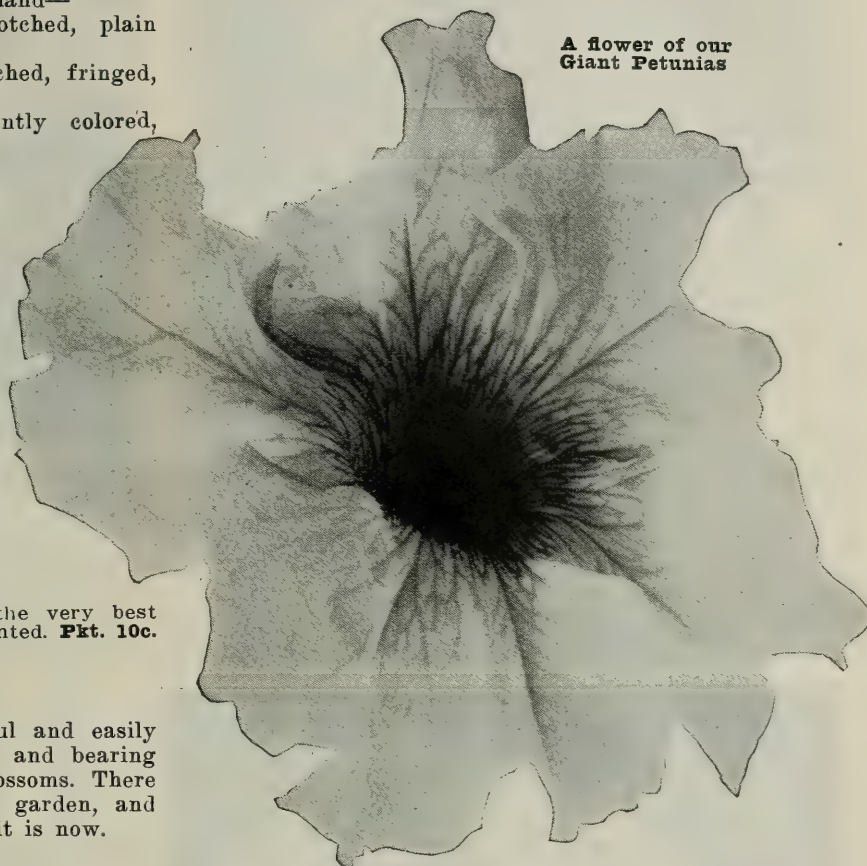 otched, plain
ched, fringed,
ntly colored,
A flower of our
Giant Petunias
the very best
nted. Pkt. 10c.
ul and easily
and bearing
ossoms. There
garden, and
it is now.